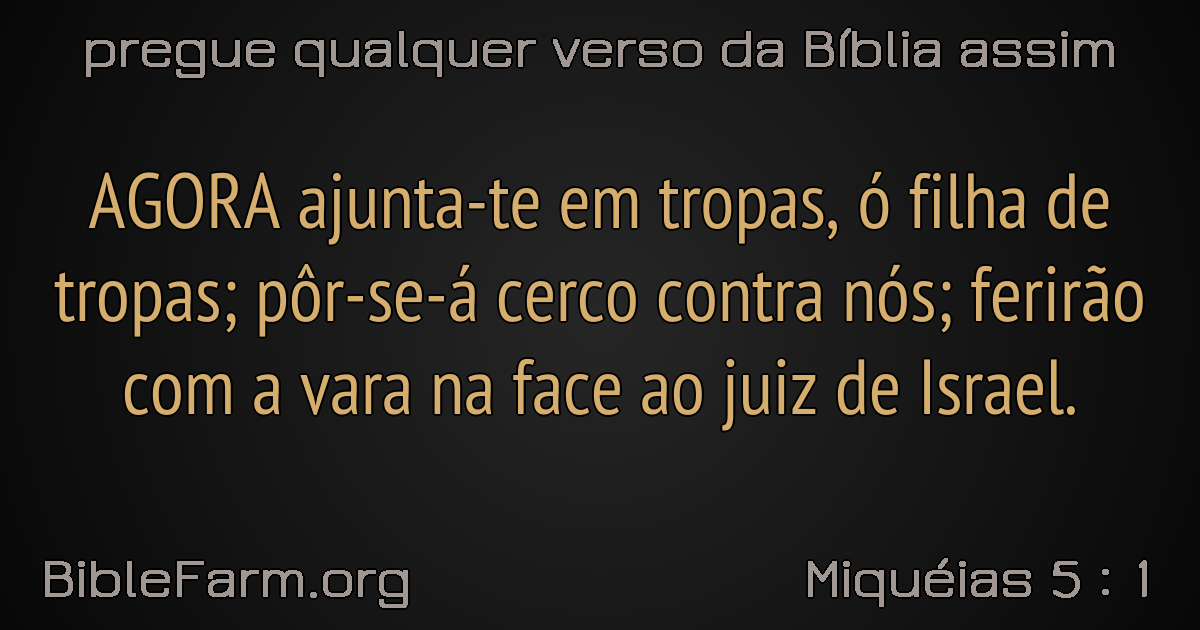 pregue qualquer verso da Bíblia assim
AGORA ajunta-te em tropas, ó filha de
tropas; pôr-se-á cerco contra nós; ferirão
com a vara na face ao juiz de Israel.
BibleFarm.org
Miquéias 5 : 1